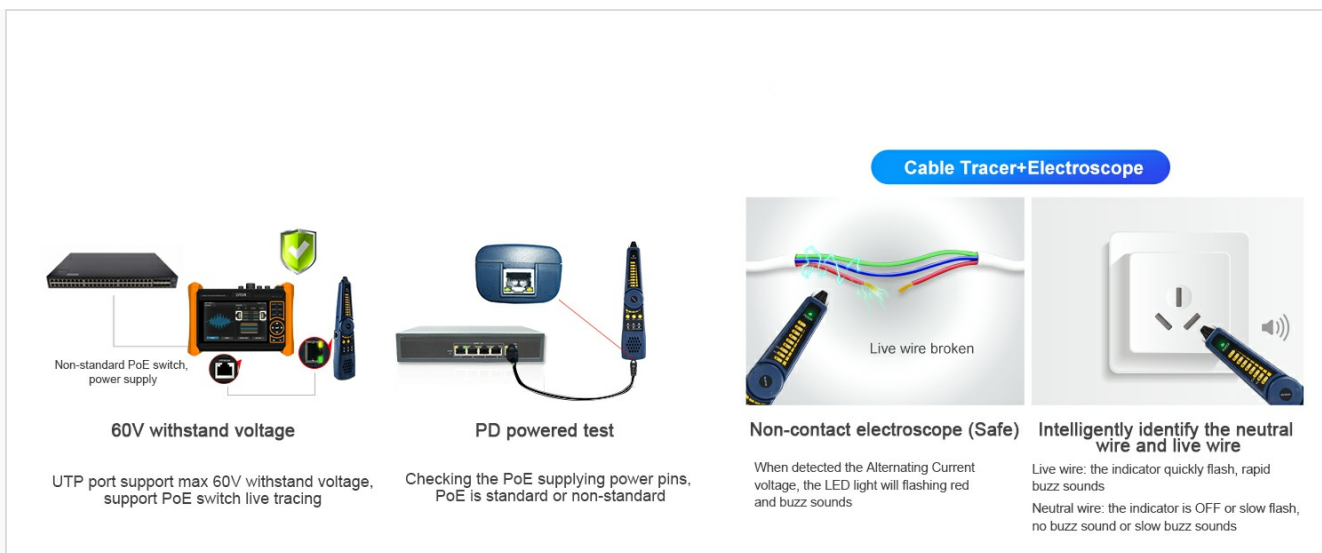 Cable Tracer+Electroscope
Non-standard PoE switch,
power supply
Live wire broken
60V withstand voltage
PD powered test
Non-contact electroscope (Safe)
Intelligently identify the neutral
wire and live wire
UTP port support max 60V withstand voltage,
support PoE switch live tracing
Checking the PoE supplying power pins,
PoE is standard or non-standard
When detected the Alternating Current
voltage, the LED light will flashing red
and buzz sounds
Live wire: the indicator quickly flash, rapid
buzz sounds
Neutral wire: the indicator is OFF or slow flash,
no buzz sound or slow buzz sounds